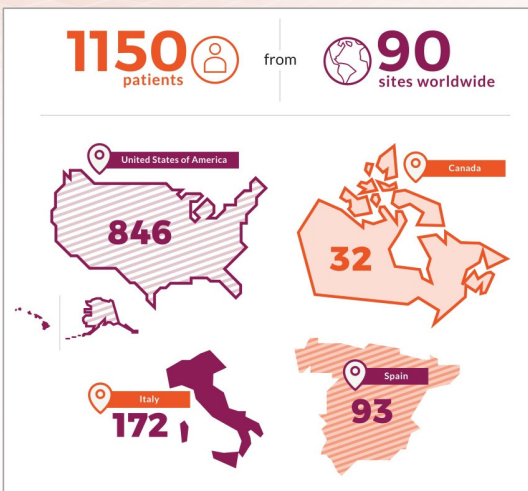 1150
patients
from
90
sites worldwide
United States of America
846
Canada
32
Italy
172
Spain
93